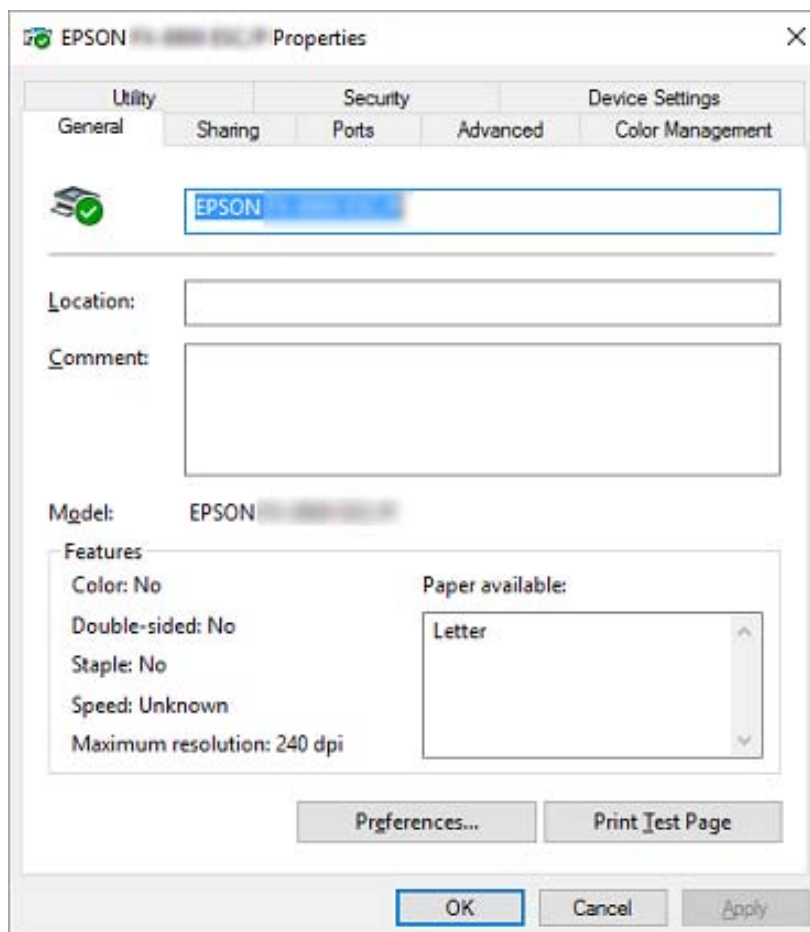 EPSON Properties
Utility Security Device Settings
General Sharing Ports Advanced Color Management
EPSON
Location:
Comment:
Model: EPSON
Features
Color: No
Paper available:
Double-sided: No
Letter
Staple: No
Speed: Unknown
Maximum resolution: 240 dpi
Preferences... Print Test Page
OK Cancel Apply